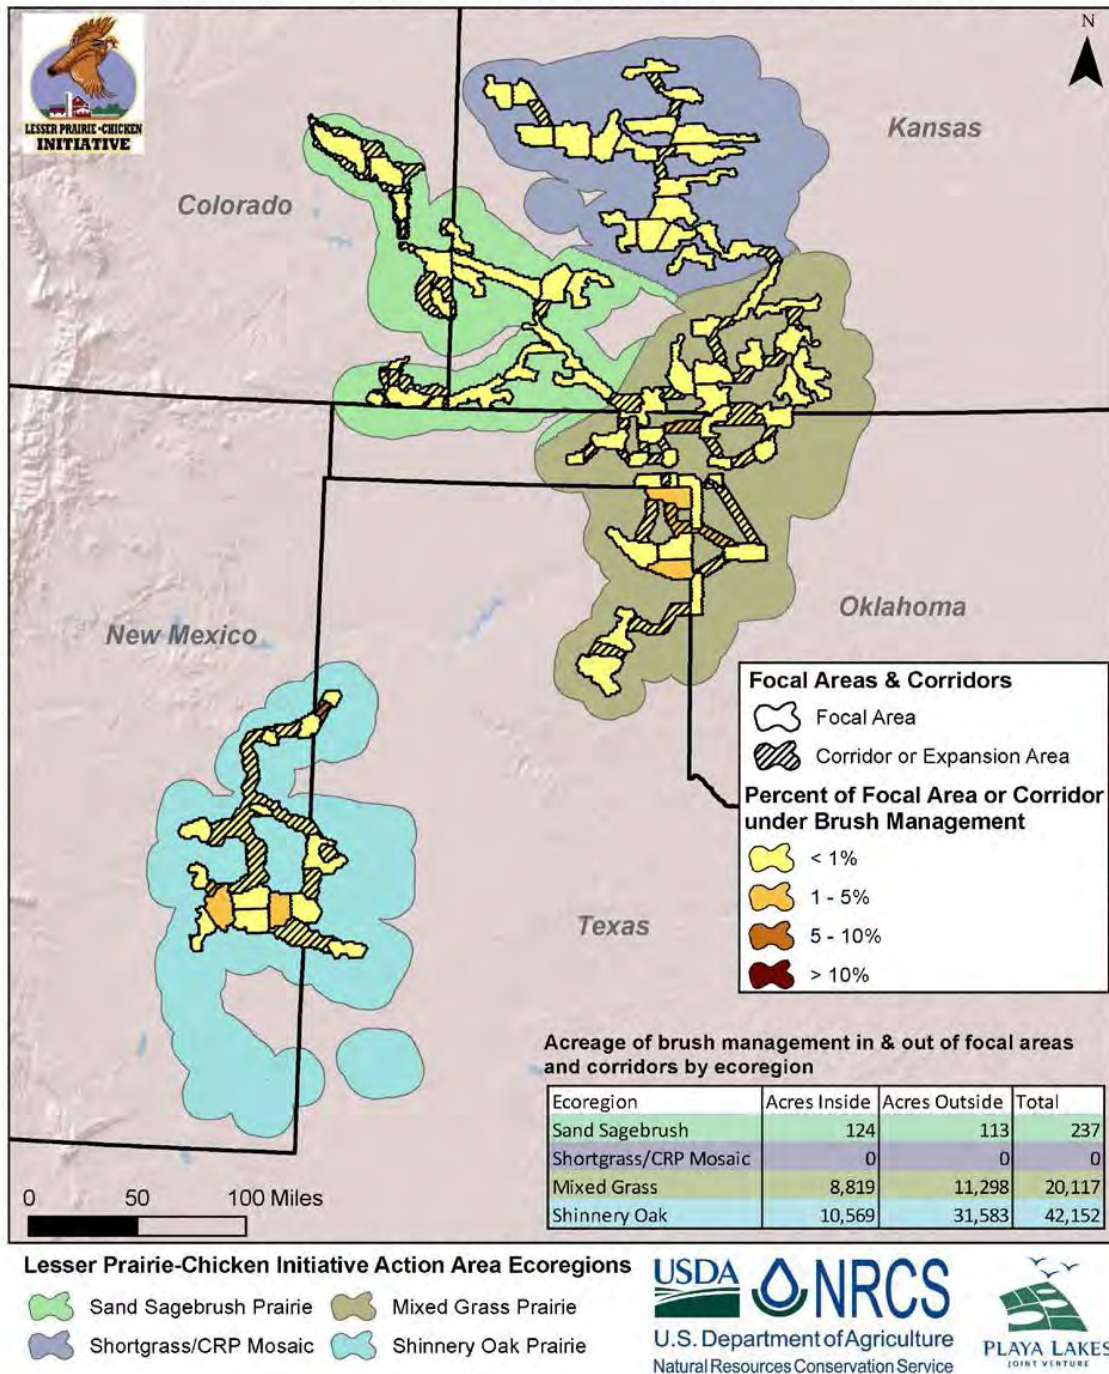 N
LESSER PRAIRIE-CHICKEN
INITIATIVE
Kansas
Colorado
Oklahoma
New Mexico
Texas
Focal Areas & Corridors
Focal Area
Corridor or Expansion Area
Percent of Focal Area or Corridor
under Brush Management
< 1%
1 - 5%
5 - 10%
> 10%
Acreage of brush management in & out of focal areas
and corridors by ecoregion
Ecoregion Acres Inside Acres Outside Total
Sand Sagebrush 124 113 237
Shortgrass/CRP Mosaic 0 0 0
Mixed Grass 8,819 11,298 20,117
Shinnery Oak 10,569 31,583 42,152
0 50 100 Miles
Lesser Prairie-Chicken Initiative Action Area Ecoregions
Sand Sagebrush Prairie Mixed Grass Prairie
Shortgrass/CRP Mosaic Shinnery Oak Prairie
USDA NRCS
U.S. Department of Agriculture
Natural Resources Conservation Service
PLAYA LAKES
JOINT VENTURE